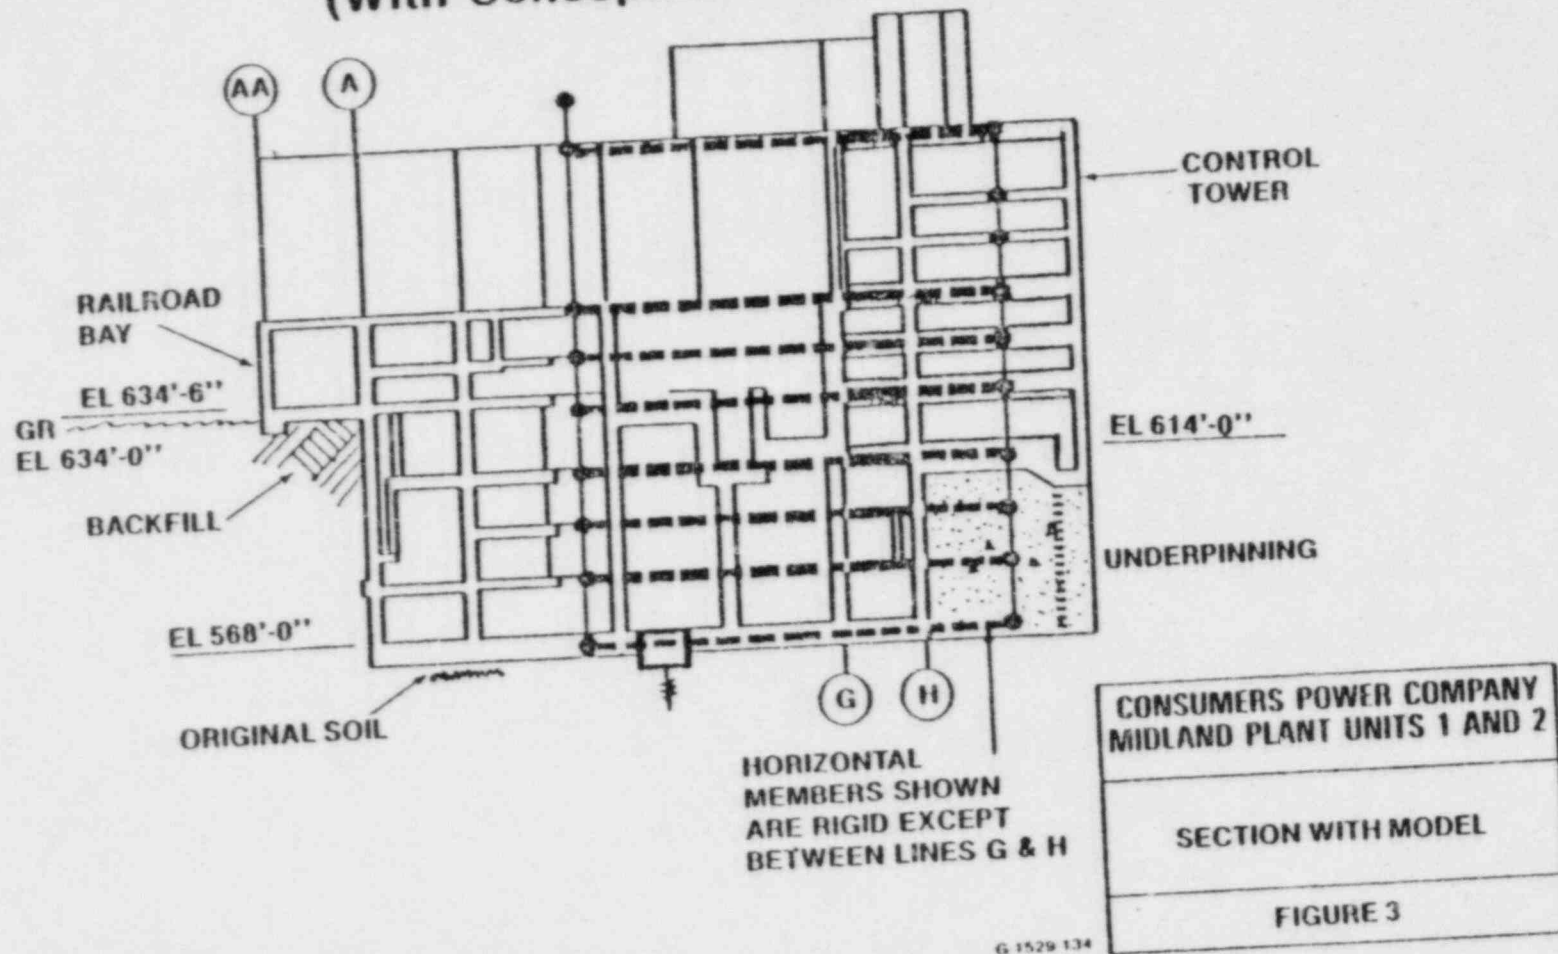 AA
A
CONTROL
TOWER
RAILROAD
BAY
EL 634'-6"
GR
EL 634'-0"
EL 614'-0"
BACKFILL
UNDERPINNING
EL 568'-0"
ORIGINAL SOIL
G
H
HORIZONTAL
MEMBERS SHOWN
ARE RIGID EXCEPT
BETWEEN LINES G & H
CONSUMERS POWER COMPANY
MIDLAND PLANT UNITS 1 AND 2
SECTION WITH MODEL
FIGURE 3
G 1529 134